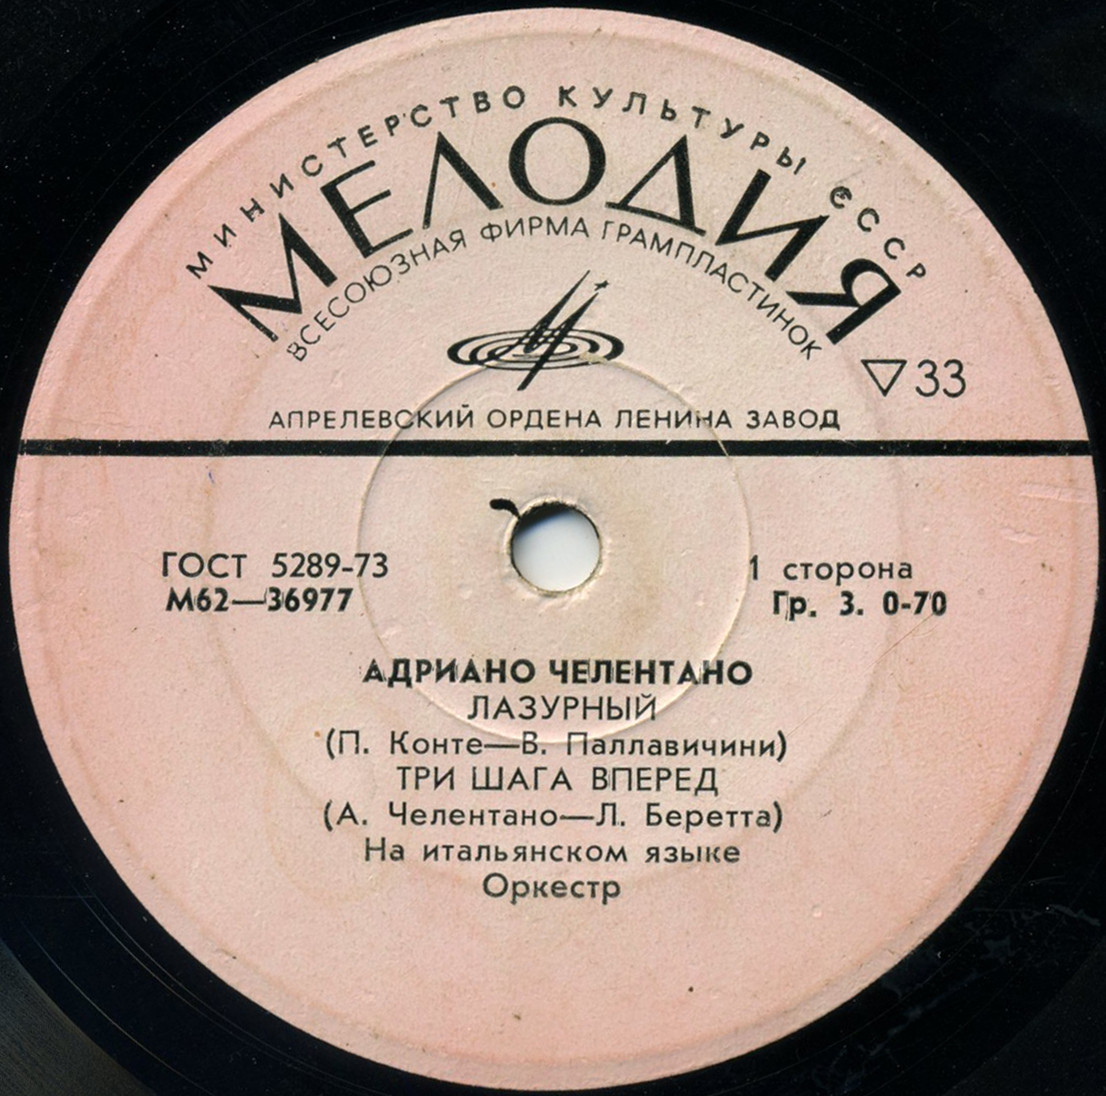 МИНИСТЕРСТВО КУЛЬТУРЫ СССР
МЕЛОДИЯ
ВСЕСОЮЗНАЯ ФИРМА ГРАМПЛАСТИНОК
▽33
АПРЕЛЕВСКИЙ ОРДЕНА ЛЕНИНА ЗАВОД
ГОСТ 5289-73
М62—36977
1 сторона
Гр. 3. 0-70
АДРИАНО ЧЕЛЕНТАНО
ЛАЗУРНЫЙ
(П. Конте—В. Паллавичини)
ТРИ ШАГА ВПЕРЕД
(А. Челентано—Л. Беретта)
На итальянском языке
Оркестр